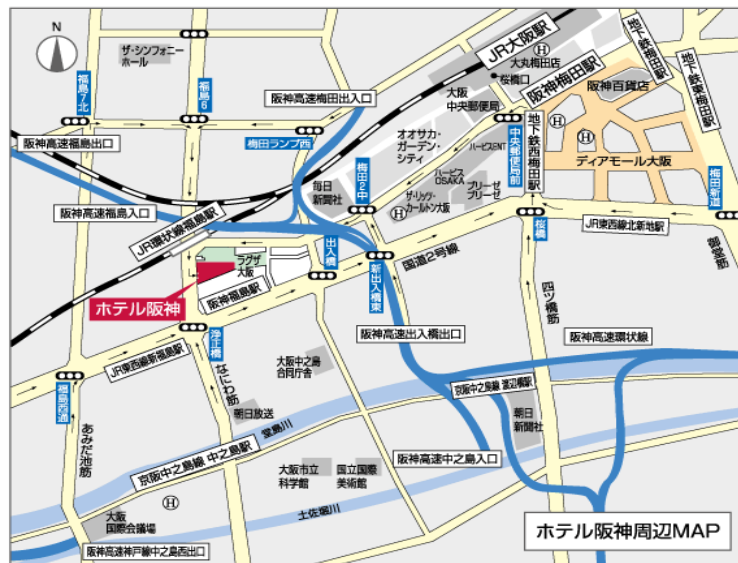 N
ザ・シンフォニー
ホール
福島7北
福島6
阪神高速梅田出入口
JR大阪駅
H
大丸梅田店
桜橋口
阪神梅田駅
地下鉄梅田駅
地下鉄東梅田駅
阪神百貨店
大阪
中央郵便局
阪神高速福島出口
梅田ランプ西
オオサカ・
ガーデン・
シティ
ハービスENT
中央郵便局前
地下鉄西梅田駅
H
H
ディアモール大阪
梅田新道
阪神高速福島入口
毎日
新聞社
梅田2中
ハービス
OSAKA
ブリーゼ
ブリーゼ
H
ザ・リッツ・
カールトン大阪
JR環状線福島駅
出入橋
桜橋
JR東西線北新地駅
御堂筋
ラグザ
大阪
ホテル阪神
阪神福島駅
新出入橋東
国道2号線
四ツ橋筋
浄正橋
阪神高速出入橋出口
阪神高速環状線
JR東西線新福島駅
なにわ筋
大阪中之島
合同庁舎
京阪中之島線 渡辺橋駅
福島西通
あみだ池筋
朝日放送
堂島川
朝日
新聞社
京阪中之島線 中之島駅
大阪市立
科学館
国立国際
美術館
阪神高速中之島入口
H
土佐堀川
大阪
国際会議場
阪神高速神戸線中之島西出口
ホテル阪神周辺MAP